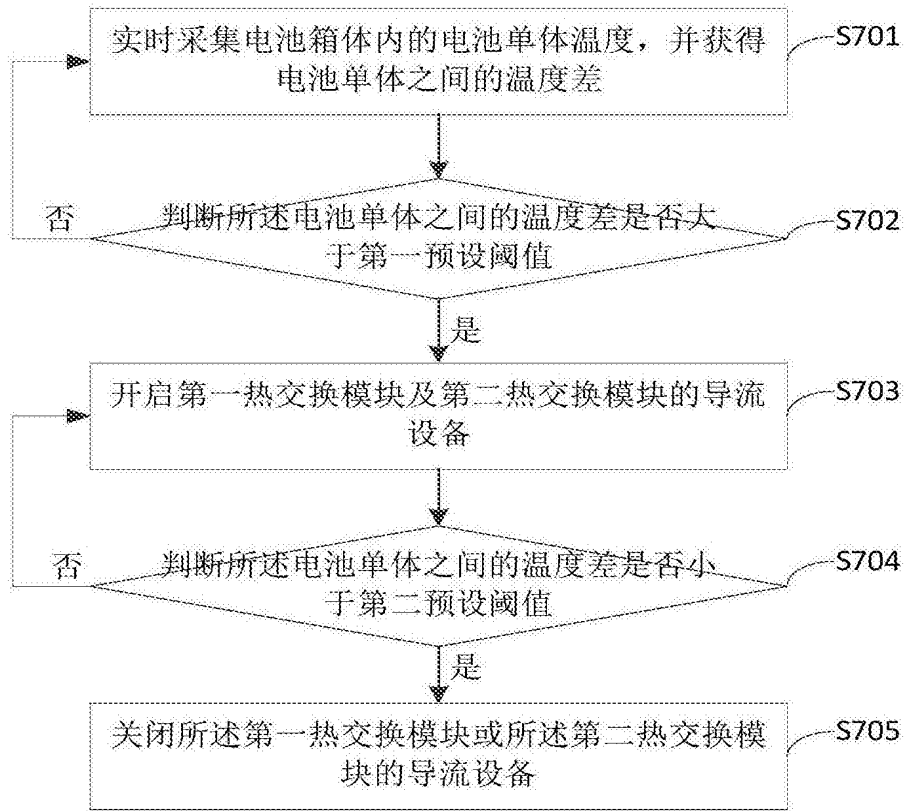 实时采集电池箱体内的电池单体温度，并获得
电池单体之间的温度差
S701
否
判断所述电池单体之间的温度差是否大
于第一预设阈值
S702
是
开启第一热交换模块及第二热交换模块的导流
设备
S703
否
判断所述电池单体之间的温度差是否小
于第二预设阈值
S704
是
关闭所述第一热交换模块或所述第二热交换模
块的导流设备
S705